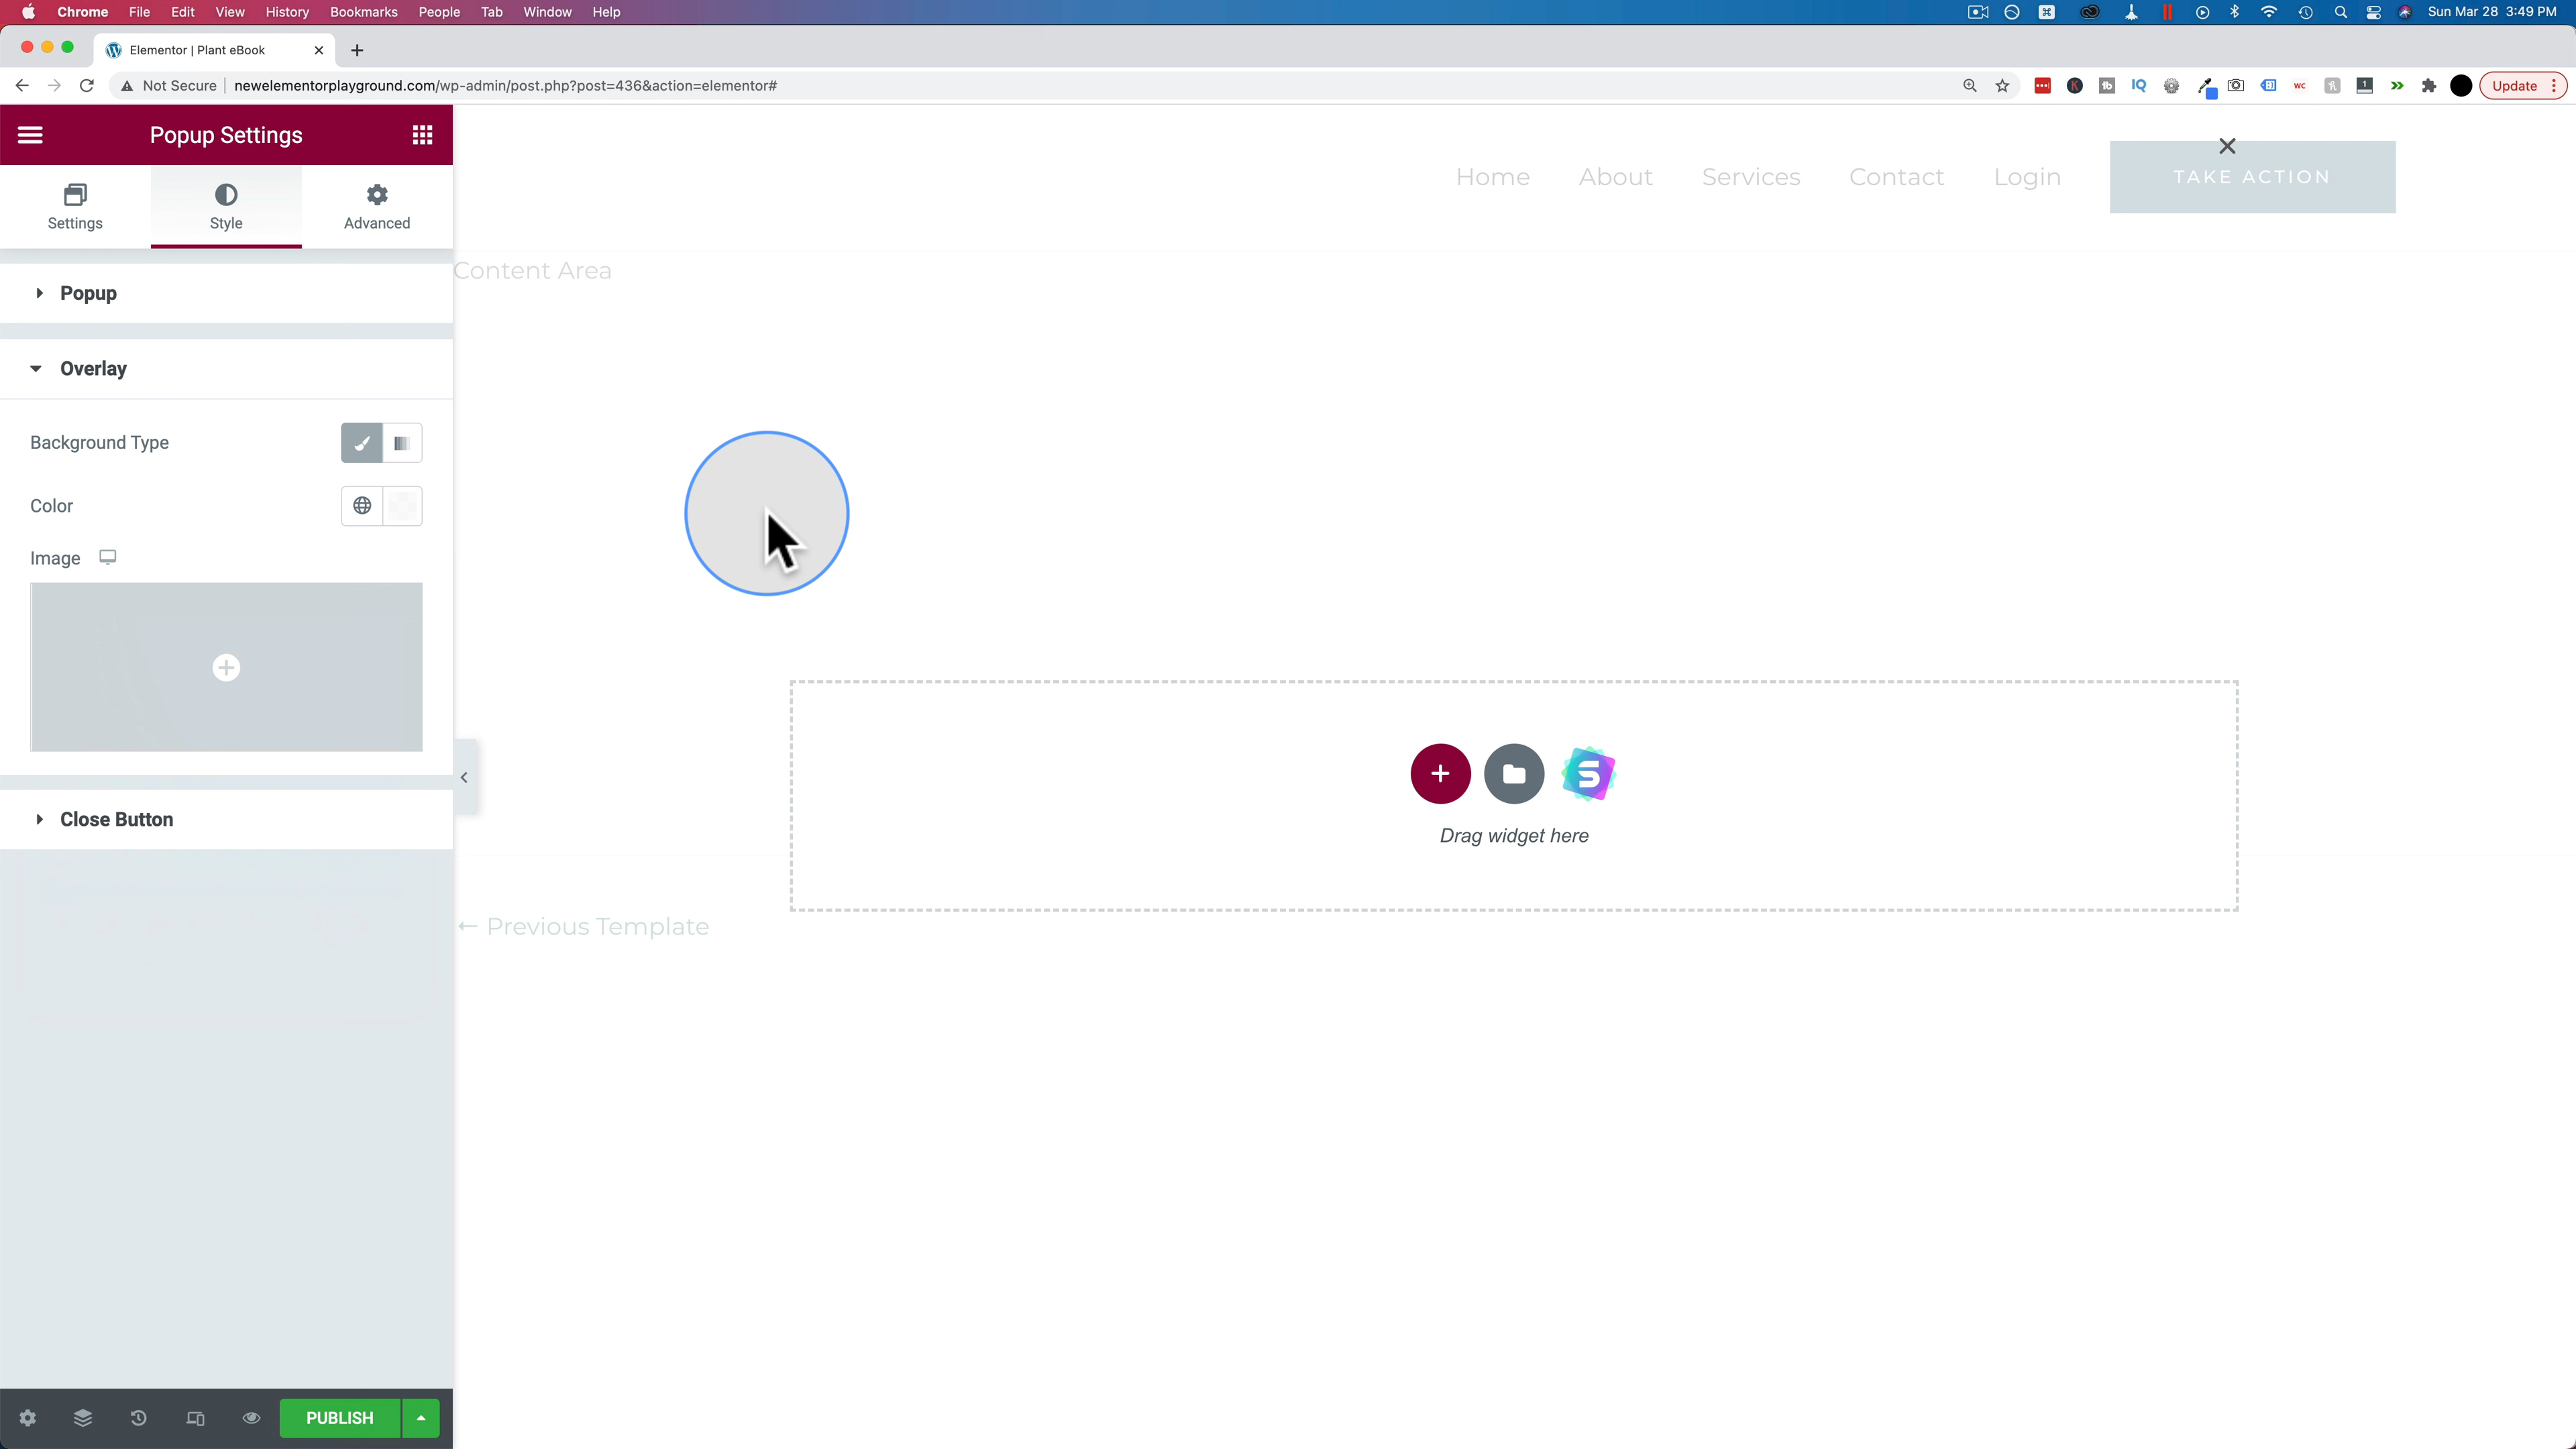 Chrome File Edit View History Bookmarks People Tab Window Help Sun Mar 28 3:49 PM
Elementor | Plant eBook
Not Secure newelementorplayground.com/wp-admin/post.php?post=436&action=elementor# IQ WC Update
Popup Settings
Settings Style Advanced
Home About Services Contact Login TAKE ACTION
Content Area
Popup
Overlay
Background Type
Color
Image
Close Button
Drag widget here
← Previous Template
PUBLISH